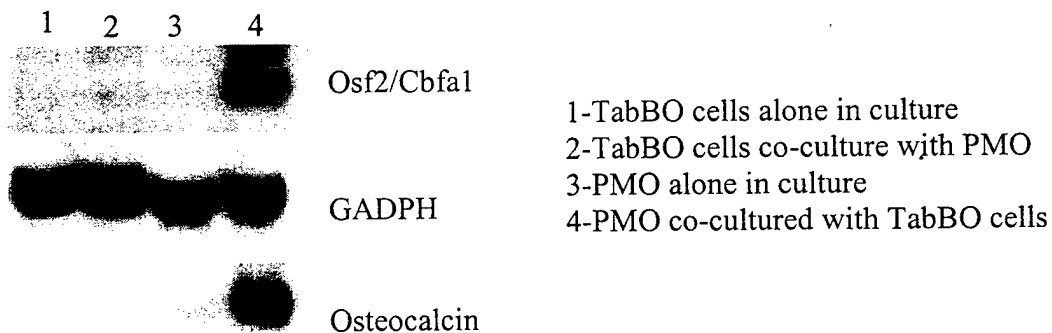 1 2 3 4
Osf2/Cbfa1
GADPH
Osteocalcin
1-TabBO cells alone in culture
2-TabBO cells co-culture with PMO
3-PMO alone in culture
4-PMO co-cultured with TabBO cells